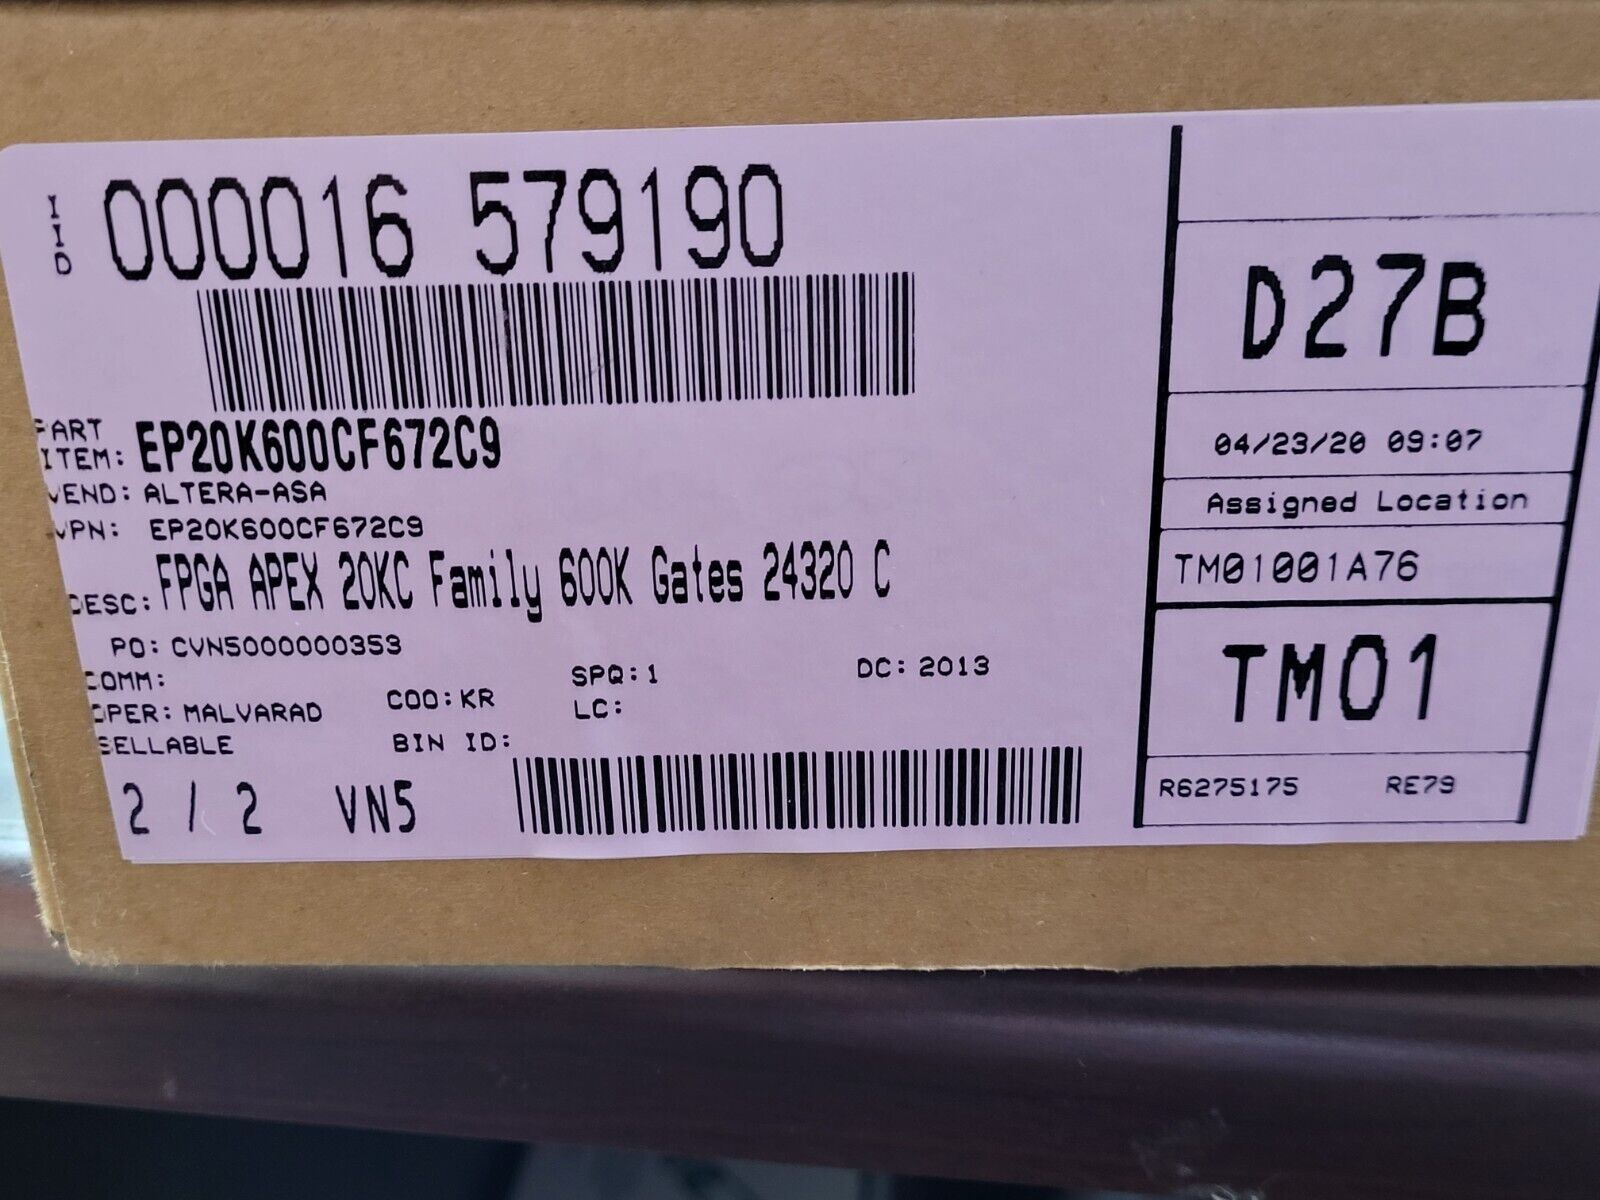 IID 000016 579190
PART ITEM: EP20K600CF672C9
VEND: ALTERA-ASA
VPN: EP20K600CF672C9
DESC: FPGA APEX 20KC Family 600K Gates 24320 C
PO: CVN5000000353
COMM:
SPQ: 1
DC: 2013
OPER: MALVARAD
COO: KR
LC:
SELLABLE
BIN ID:
2 / 2 VN5
D27B
04/23/20 09:07
Assigned Location
TM01001A76
TM01
R6275175 RE79